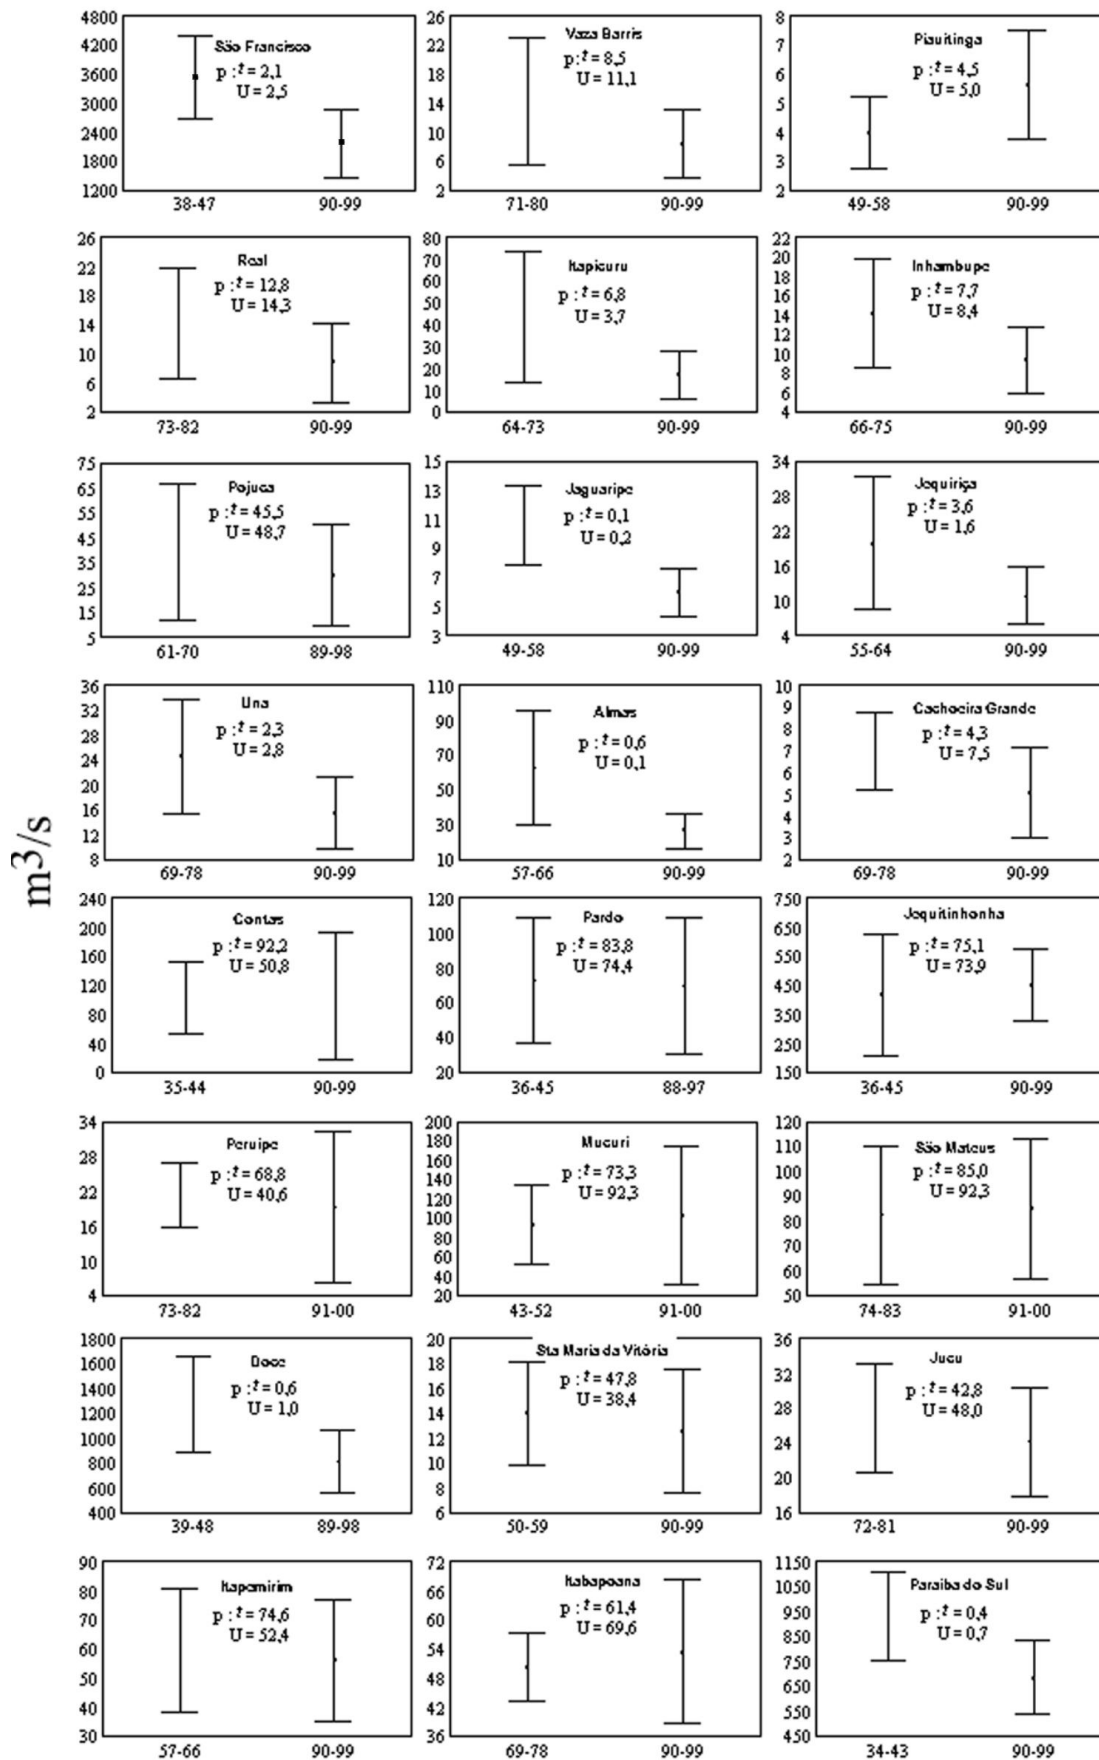 m3/s
São Francisco
p : t = 2,1
U = 2,5
4800
4200
3600
3000
2400
1800
1200
38-47 90-99
Vaza Barris
p: t = 8,5
U = 11,1
26
22
18
14
10
6
2
71-80 90-99
Piauitinga
p : t = 4,5
U = 5,0
8
7
6
5
4
3
2
49-58 90-99
Real
p : t = 12,8
U = 14,3
26
22
18
14
10
6
2
73-82 90-99
Itapicuru
p : t = 6,8
U = 3,7
80
70
60
50
40
30
20
10
0
64-73 90-99
Inhambupe
p : t = 7,7
U = 8,4
22
20
18
16
14
12
10
8
6
4
66-75 90-99
Pojuca
p : t = 45,5
U = 48,7
75
65
55
45
35
25
15
5
61-70 89-98
Jaguaripe
p : t = 0,1
U = 0,2
15
13
11
9
7
5
3
49-58 90-99
Jequiriça
p : t = 3,6
U = 1,6
34
28
22
16
10
4
55-64 90-99
Una
p : t = 2,3
U = 2,8
36
32
28
24
20
16
12
8
69-78 90-99
Almas
p : t = 0,6
U = 0,1
110
90
70
50
30
10
57-66 90-99
Cachoeira Grande
p : t = 4,3
U = 7,5
10
9
8
7
6
5
4
3
2
69-78 90-99
Contas
p : t = 92,2
U = 50,8
240
200
160
120
80
40
0
35-44 90-99
Pardo
p : t = 83,8
U = 74,4
120
100
80
60
40
20
36-45 88-97
Jequitinhonha
p : t = 75,1
U = 73,9
750
650
550
450
350
250
150
36-45 90-99
Peruipe
p : t = 68,8
U = 40,6
34
28
22
16
10
4
73-82 91-00
Mucuri
p : t = 73,3
U = 92,3
200
180
160
140
120
100
80
60
40
20
43-52 91-00
São Mateus
p : t = 85,0
U = 92,3
120
110
100
90
80
70
60
50
74-83 91-00
Doce
p : t = 0,6
U = 1,0
1800
1600
1400
1200
1000
800
600
400
39-48 89-98
Sta Maria da Vitória
p : t = 47,8
U = 38,4
20
18
16
14
12
10
8
6
50-59 90-99
Jucu
p : t = 42,8
U = 48,0
36
32
28
24
20
16
72-81 90-99
Itapemirim
p : t = 74,6
U = 52,4
90
80
70
60
50
40
30
57-66 90-99
Itabapoana
p : t = 61,4
U = 69,6
72
66
60
54
48
42
36
69-78 90-99
Paraiba do Sul
p : t = 0,4
U = 0,7
1150
1050
950
850
750
650
550
450
34-43 90-99